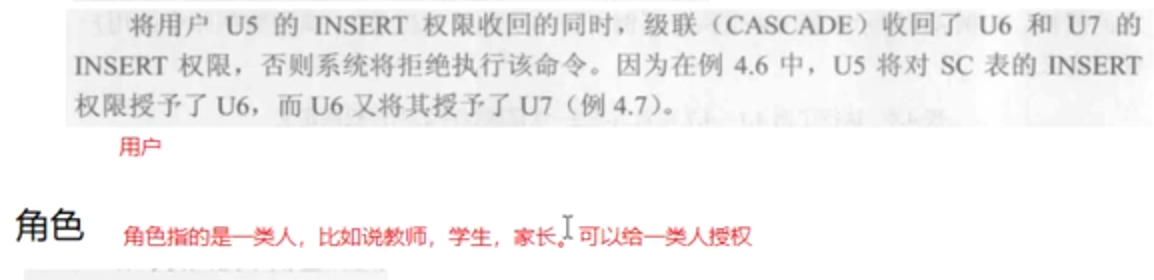 将用户 U5 的 INSERT 权限收回的同时，级联（CASCADE）收回了 U6 和 U7 的
INSERT 权限，否则系统将拒绝执行该命令。因为在例 4.6 中，U5 将对 SC 表的 INSERT
权限授予了 U6，而 U6 又将其授予了 U7（例 4.7）。
用户
角色
角色指的是一类人，比如说教师，学生，家长。可以给一类人授权